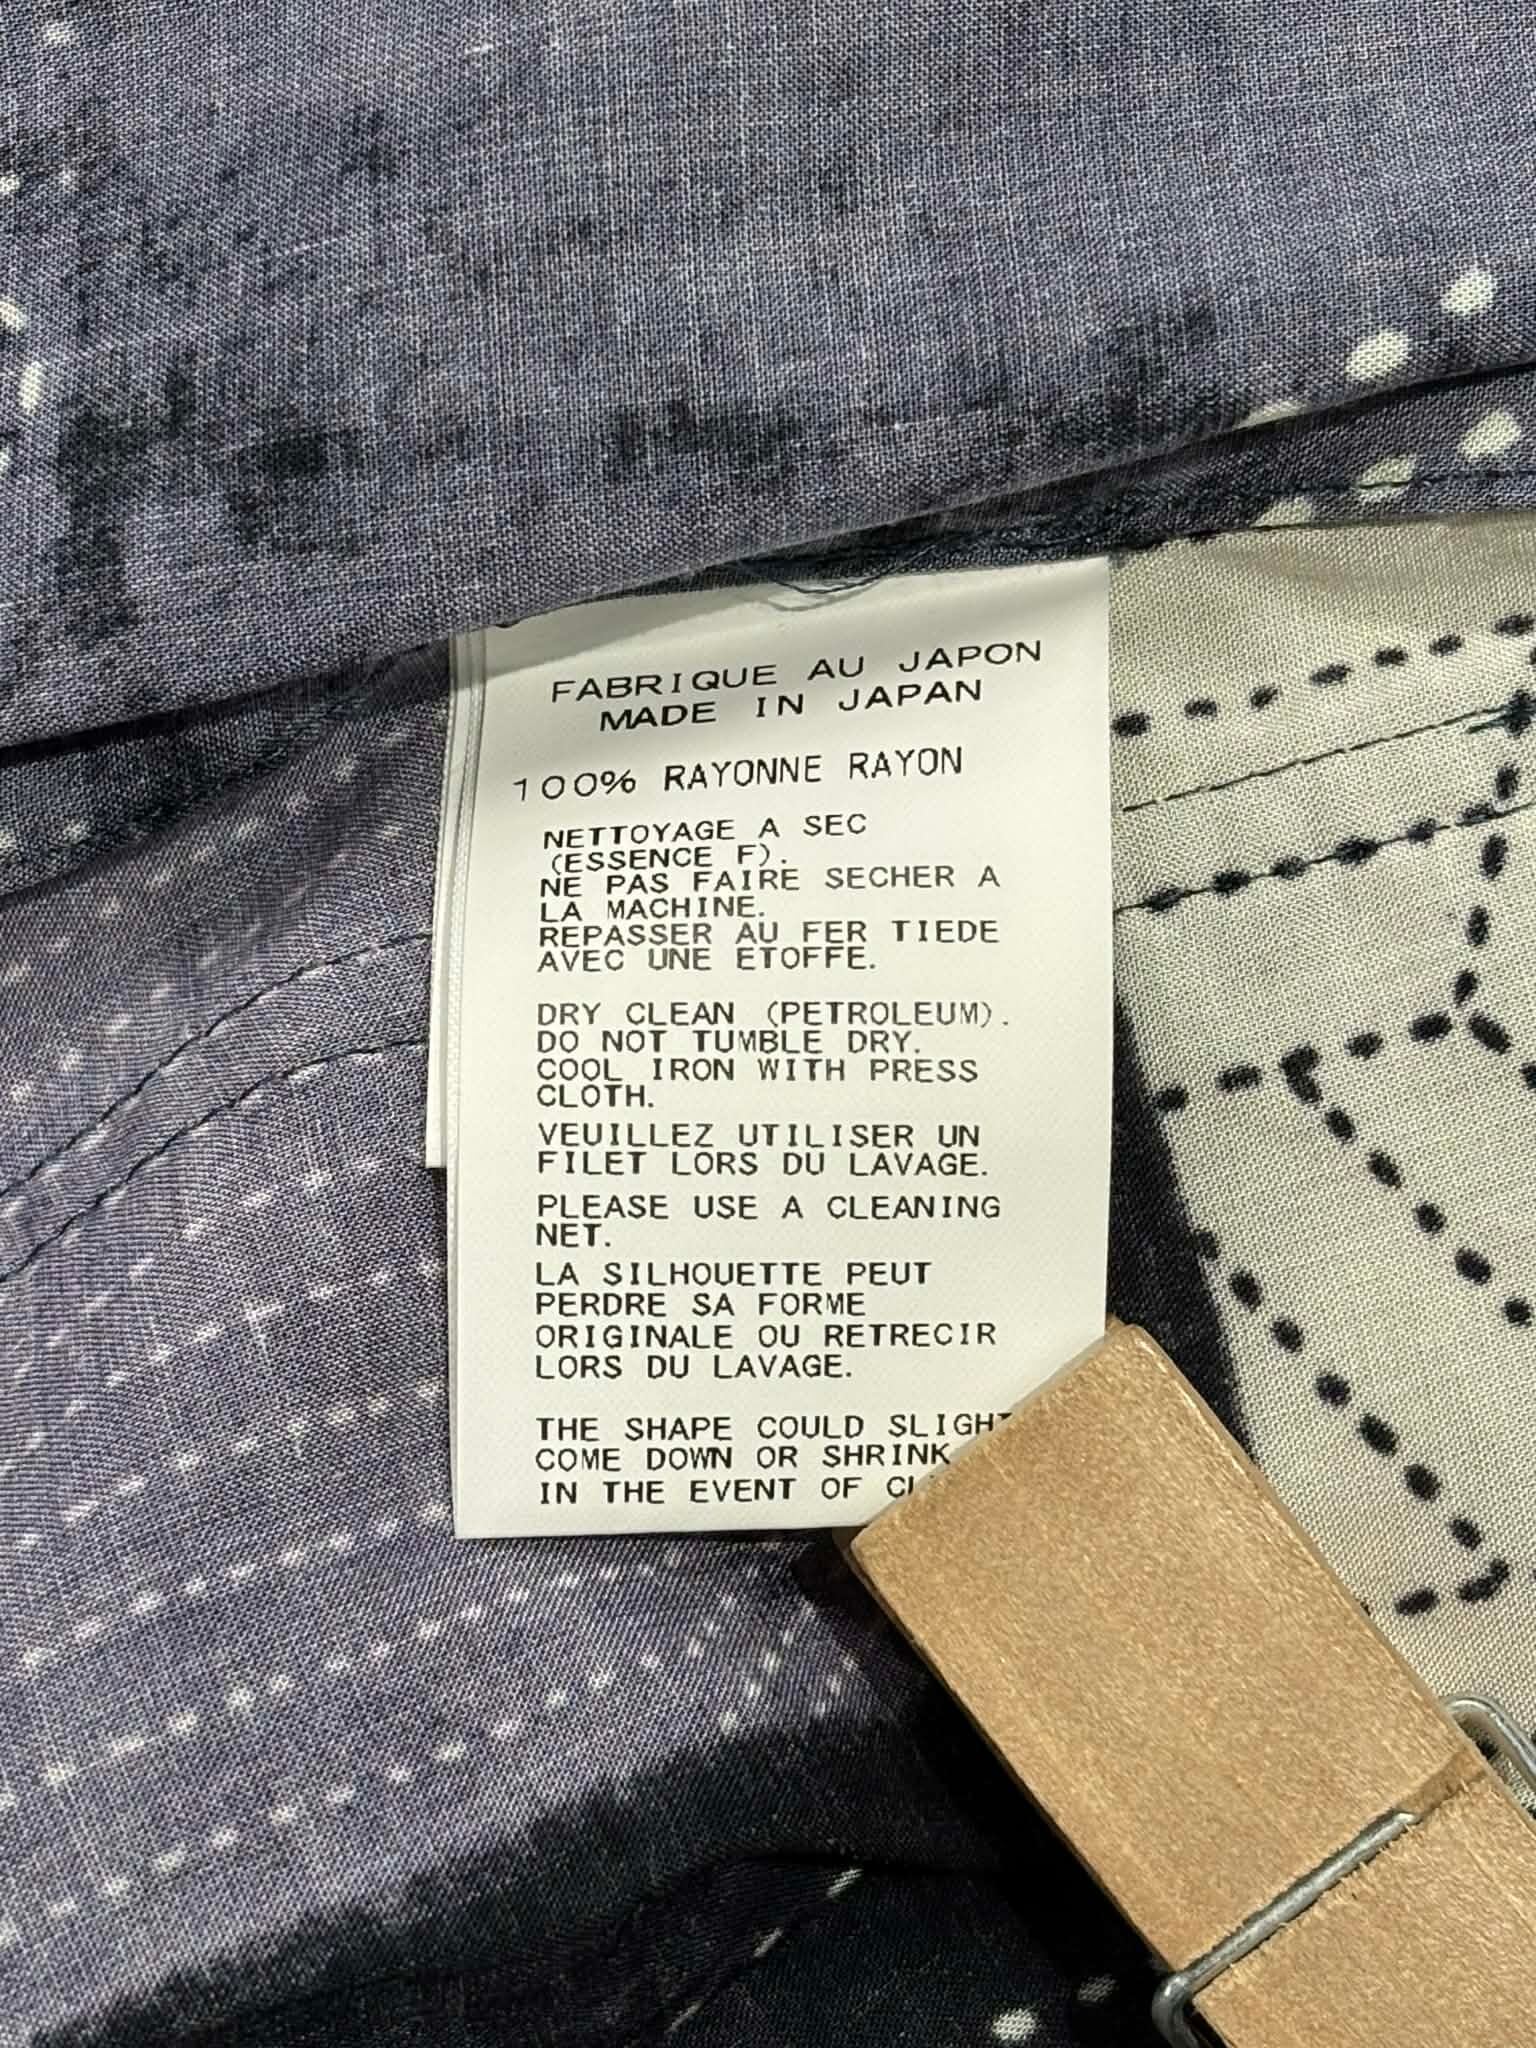 FABRIQUE AU JAPON
MADE IN JAPAN
100% RAYONNE RAYON
NETTOYAGE A SEC
(ESSENCE F).
NE PAS FAIRE SECHER A
LA MACHINE.
REPASSER AU FER TIEDE
AVEC UNE ETOFFE.
DRY CLEAN (PETROLEUM).
DO NOT TUMBLE DRY.
COOL IRON WITH PRESS
CLOTH.
VEUILLEZ UTILISER UN
FILET LORS DU LAVAGE.
PLEASE USE A CLEANING
NET.
LA SILHOUETTE PEUT
PERDRE SA FORME
ORIGINALE OU RETRECIR
LORS DU LAVAGE.
THE SHAPE COULD
COME DOWN OR SHRINK
IN THE EVENT OF